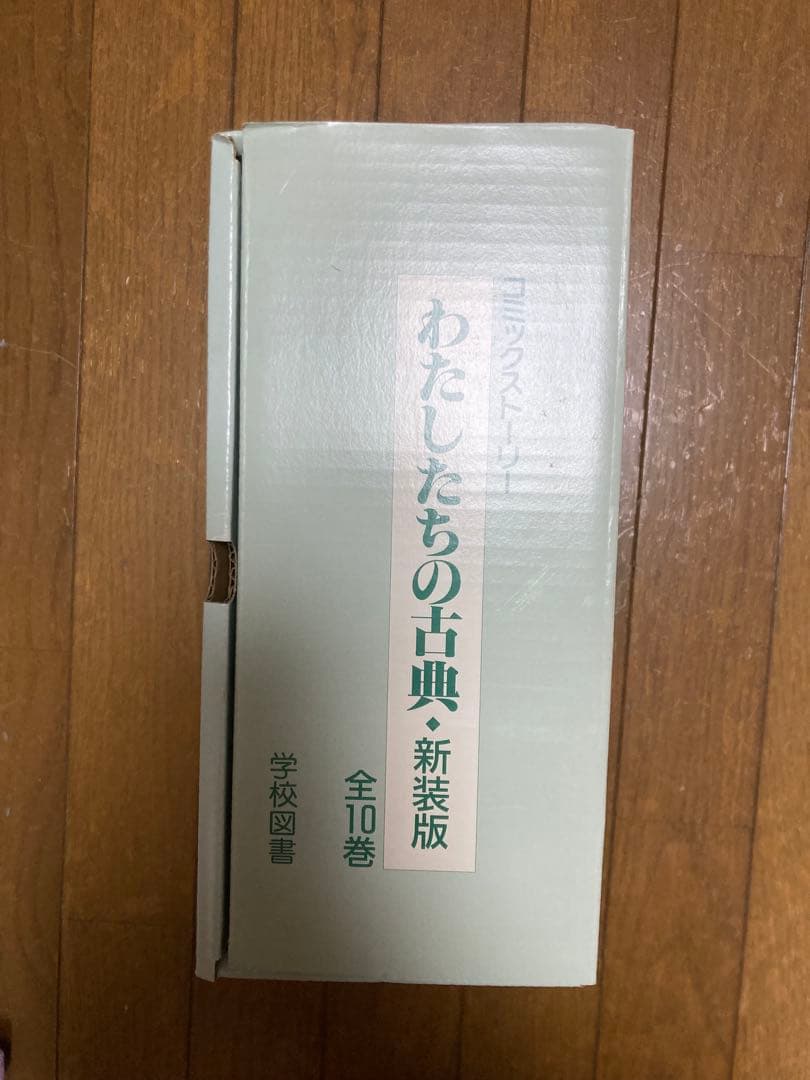 コミックストーリー
わたしたちの古典◆新装版
全10巻
学校図書